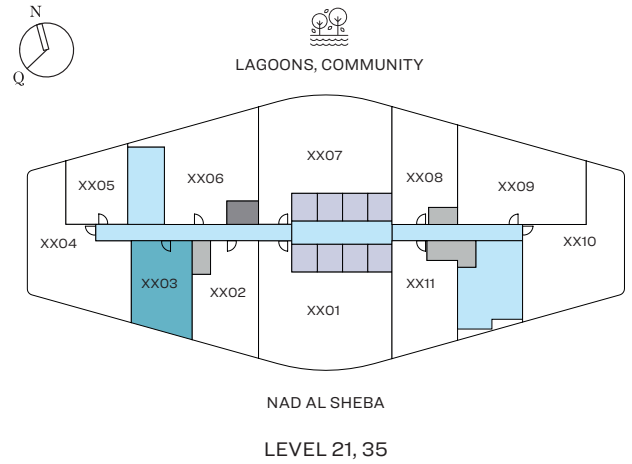 N
Q
LAGOONS, COMMUNITY
XX07
XX05
XX06
XX08
XX09
XX04
XX10
XX03
XX02
XX01
XX11
NAD AL SHEBA
LEVEL 21, 35